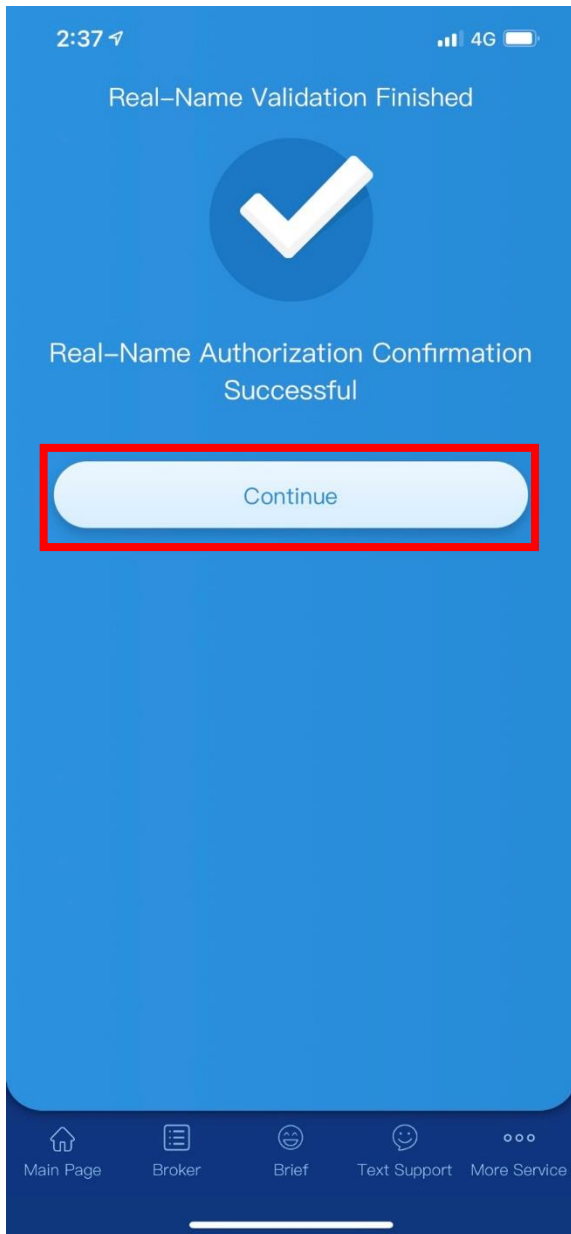 2:37 4G
Real-Name Validation Finished
Real-Name Authorization Confirmation
Successful
Continue
Main Page Broker Brief Text Support More Service